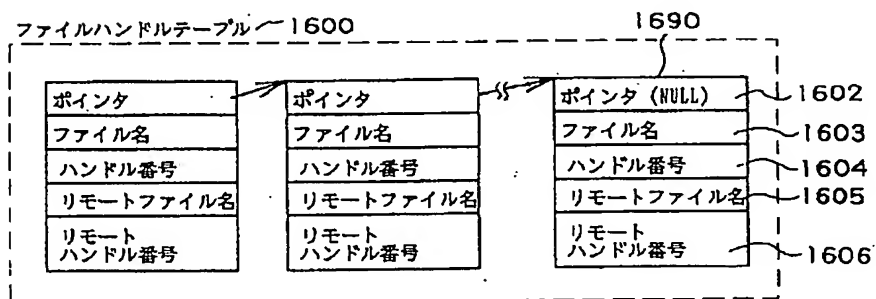 ファイルハンドルテーブル 1600
1690
ポインタ
ファイル名
ハンドル番号
リモートファイル名
リモート
ハンドル番号
ポインタ
ファイル名
ハンドル番号
リモートファイル名
リモート
ハンドル番号
ポインタ (NULL) 1602
ファイル名 1603
ハンドル番号 1604
リモートファイル名 1605
リモート
ハンドル番号 1606